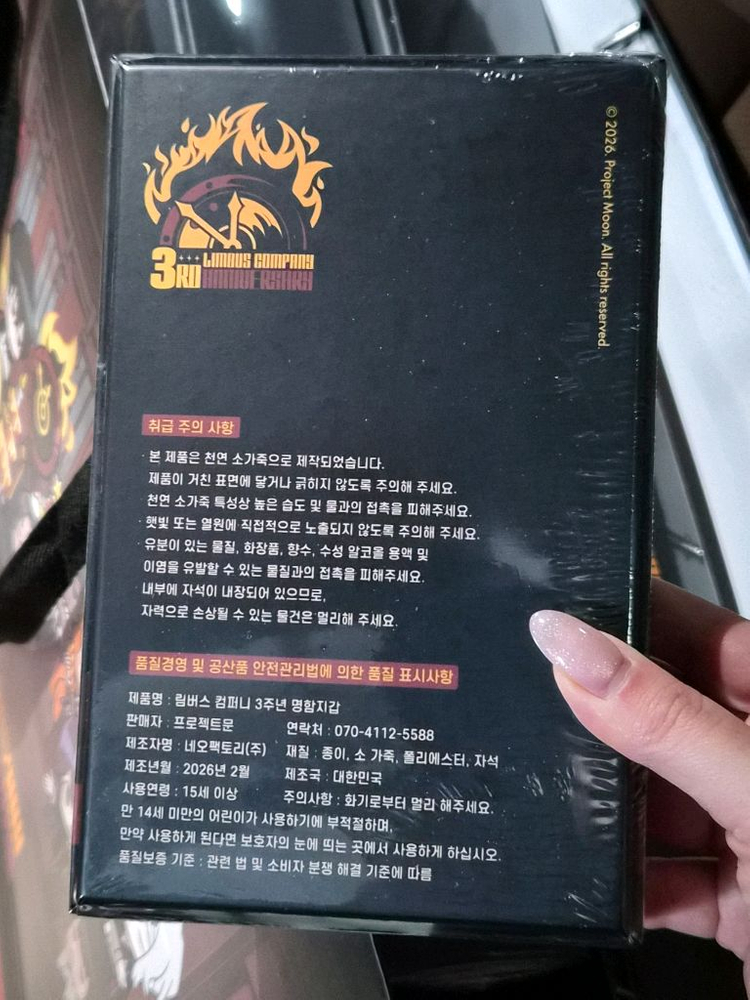 3RD LIMBUS COMPANY
ANNIVERSARY
© 2026. Project Moon. All rights reserved.
취급 주의 사항
· 본 제품은 천연 소가죽으로 제작되었습니다.
제품이 거친 표면에 닿거나 긁히지 않도록 주의해 주세요.
천연 소가죽 특성상 높은 습도 및 물과의 접촉을 피해주세요.
· 햇빛 또는 열원에 직접적으로 노출되지 않도록 주의해 주세요.
유분이 있는 물질, 화장품, 향수, 수성 알코올 용액 및
이염을 유발할 수 있는 물질과의 접촉을 피해주세요.
내부에 자석이 내장되어 있으므로,
자력으로 손상될 수 있는 물건은 멀리해 주세요.
품질경영 및 공산품 안전관리법에 의한 품질 표시사항
제품명 : 림버스 컴퍼니 3주년 명함지갑
판매자 : 프로젝트문 연락처 : 070-4112-5588
제조자명 : 네오팩토리(주) 재질 : 종이, 소 가죽, 폴리에스터, 자석
제조년월 : 2026년 2월 제조국 : 대한민국
사용연령 : 15세 이상 주의사항 : 화기로부터 멀리 해주세요.
만 14세 미만의 어린이가 사용하기에 부적절하며,
만약 사용하게 된다면 보호자의 눈에 띄는 곳에서 사용하게 하십시오.
품질보증 기준 : 관련 법 및 소비자 분쟁 해결 기준에 따름